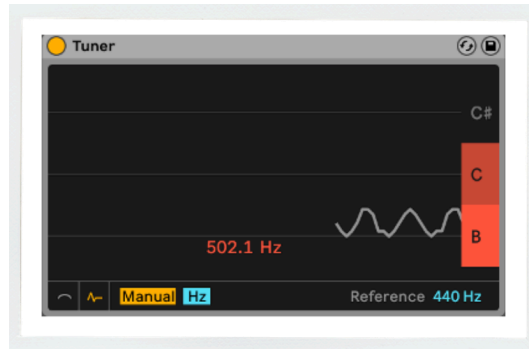 Tuner
C#
C
B
502.1 Hz
Manual Hz Reference 440 Hz